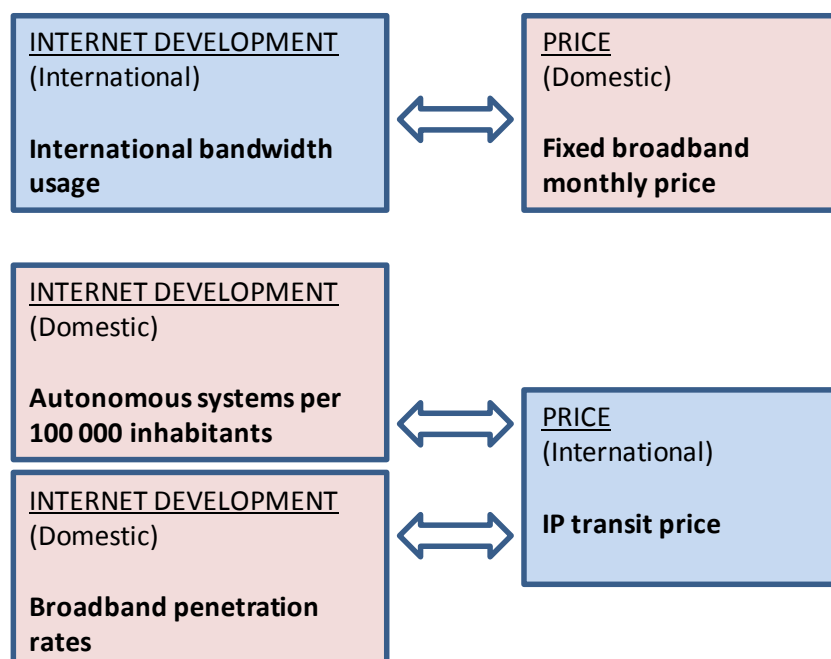 INTERNET DEVELOPMENT
(International)
International bandwidth
usage
PRICE
(Domestic)
Fixed broadband
monthly price
INTERNET DEVELOPMENT
(Domestic)
Autonomous systems per
100 000 inhabitants
INTERNET DEVELOPMENT
(Domestic)
Broadband penetration
rates
PRICE
(International)
IP transit price